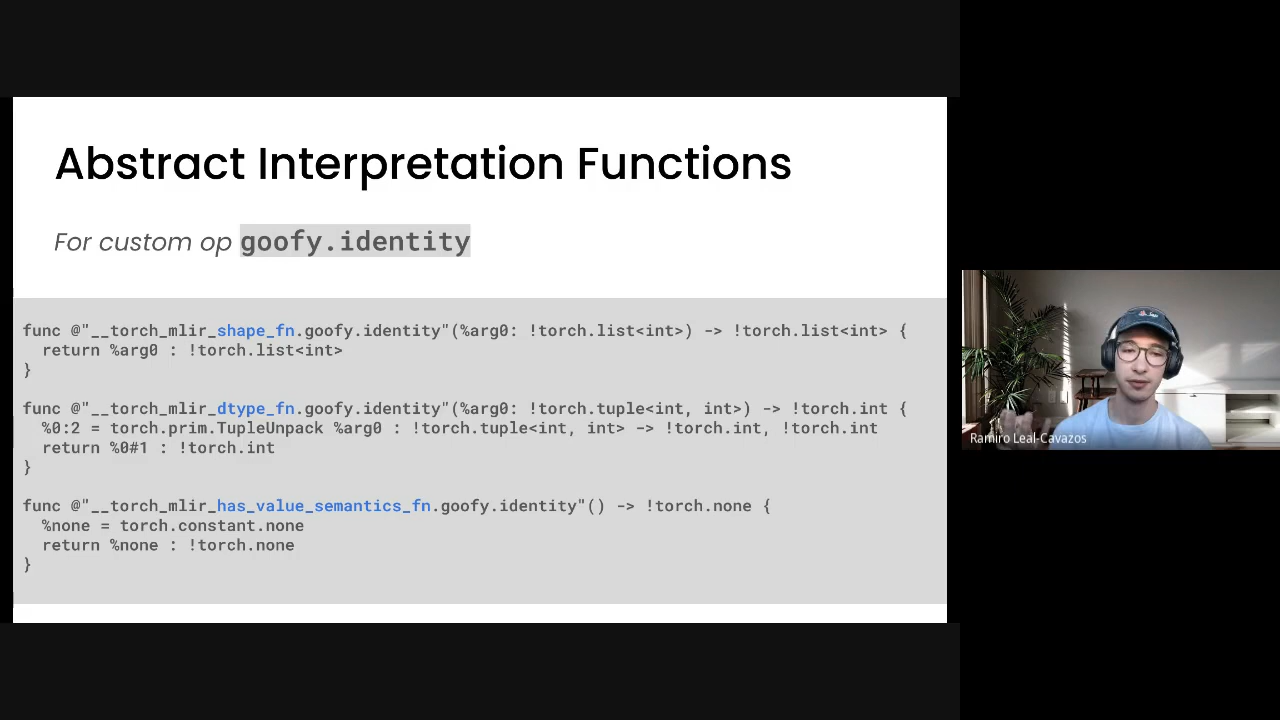 Abstract Interpretation Functions
For custom op goofy.identity
func @"__torch_mlir_shape_fn.goofy.identity"(%arg0: !torch.list<int>) -> !torch.list<int> {
  return %arg0 : !torch.list<int>
}
func @"__torch_mlir_dtype_fn.goofy.identity"(%arg0: !torch.tuple<int, int>) -> !torch.int {
  %0:2 = torch.prim.TupleUnpack %arg0 : !torch.tuple<int, int> -> !torch.int, !torch.int
  return %0#1 : !torch.int
}
func @"__torch_mlir_has_value_semantics_fn.goofy.identity"() -> !torch.none {
  %none = torch.constant.none
  return %none : !torch.none
}
Ramiro Leal-Cavazos